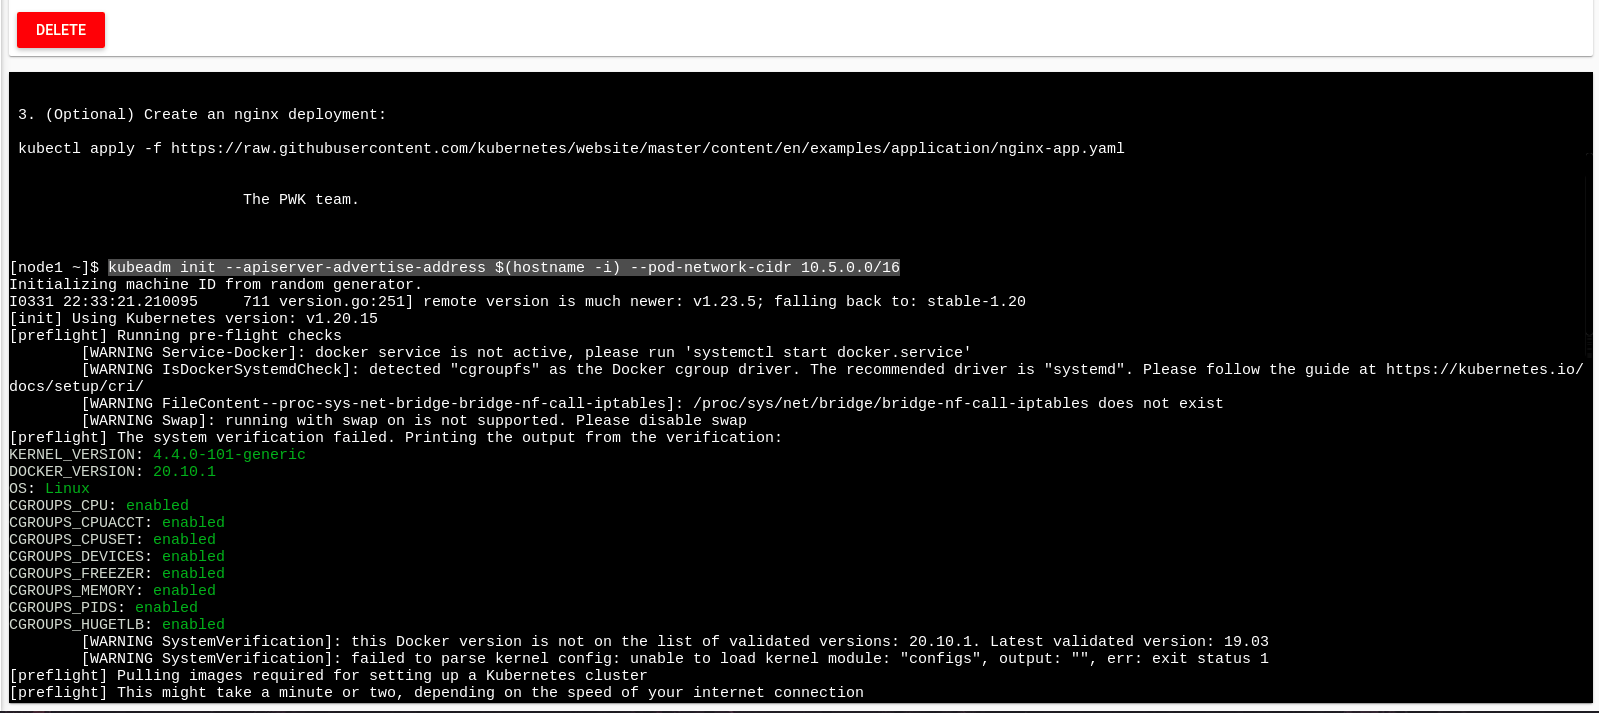 DELETE
3. (Optional) Create an nginx deployment:
kubectl apply -f https://raw.githubusercontent.com/kubernetes/website/master/content/en/examples/application/nginx-app.yaml
The PWK team.
[node1 ~]$ kubeadm init --apiserver-advertise-address $(hostname -i) --pod-network-cidr 10.5.0.0/16
Initializing machine ID from random generator.
I0331 22:33:21.210095     711 version.go:251] remote version is much newer: v1.23.5; falling back to: stable-1.20
[init] Using Kubernetes version: v1.20.15
[preflight] Running pre-flight checks
[WARNING Service-Docker]: docker service is not active, please run 'systemctl start docker.service'
[WARNING IsDockerSystemdCheck]: detected "cgroupfs" as the Docker cgroup driver. The recommended driver is "systemd". Please follow the guide at https://kubernetes.io/
docs/setup/cri/
[WARNING FileContent--proc-sys-net-bridge-bridge-nf-call-iptables]: /proc/sys/net/bridge/bridge-nf-call-iptables does not exist
[WARNING Swap]: running with swap on is not supported. Please disable swap
[preflight] The system verification failed. Printing the output from the verification:
KERNEL_VERSION: 4.4.0-101-generic
DOCKER_VERSION: 20.10.1
OS: Linux
CGROUPS_CPU: enabled
CGROUPS_CPUACCT: enabled
CGROUPS_CPUSET: enabled
CGROUPS_DEVICES: enabled
CGROUPS_FREEZER: enabled
CGROUPS_MEMORY: enabled
CGROUPS_PIDS: enabled
CGROUPS_HUGETLB: enabled
[WARNING SystemVerification]: this Docker version is not on the list of validated versions: 20.10.1. Latest validated version: 19.03
[WARNING SystemVerification]: failed to parse kernel config: unable to load kernel module: "configs", output: "", err: exit status 1
[preflight] Pulling images required for setting up a Kubernetes cluster
[preflight] This might take a minute or two, depending on the speed of your internet connection